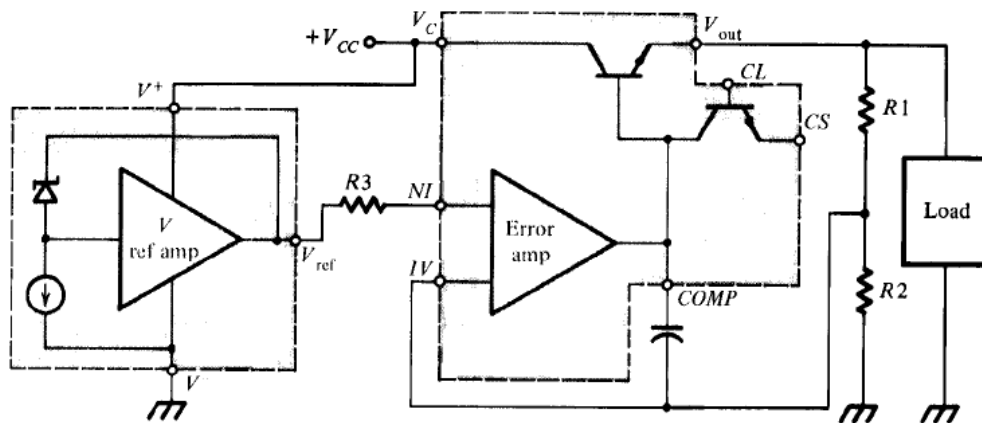 +V_CC
V_C
V_out
V+
CL
CS
R1
R3
NI
V
ref amp
V_ref
Error
amp
Load
IV
COMP
R2
V